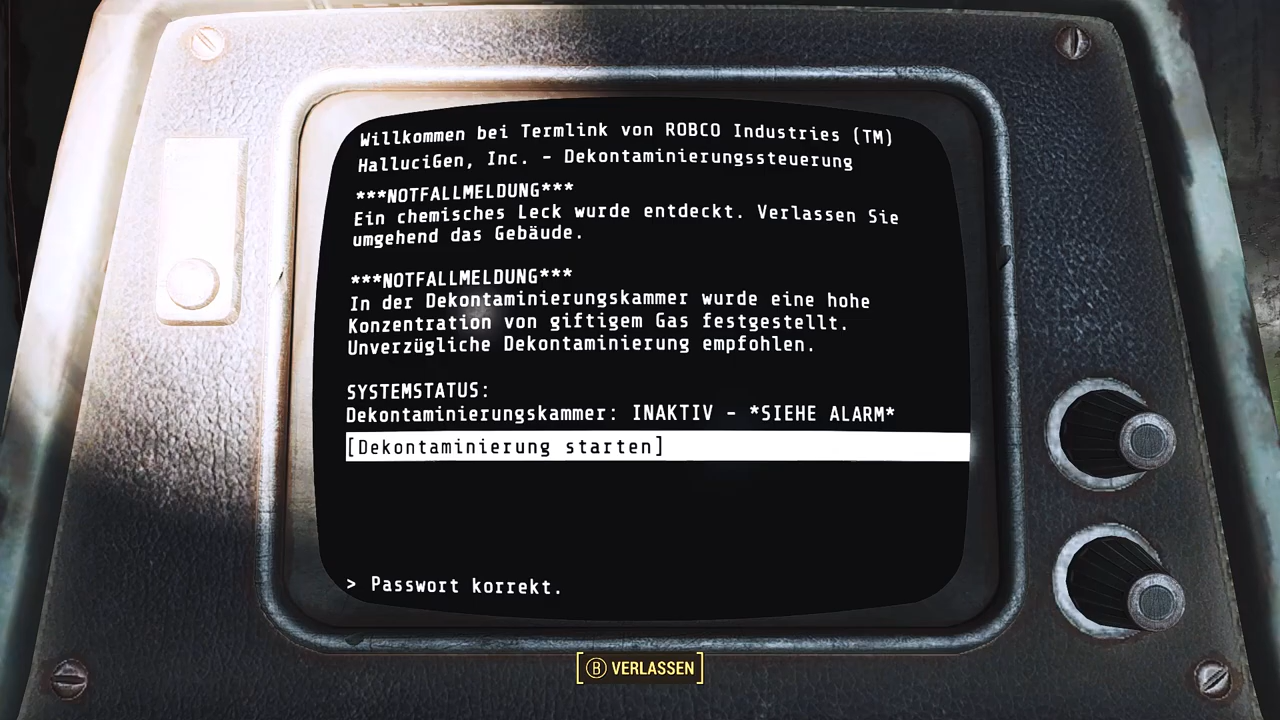 Willkommen bei Termlink von ROBCO Industries (TM)
HalluciGen, Inc. - Dekontaminierungssteuerung
***NOTFALLMELDUNG***
Ein chemisches Leck wurde entdeckt. Verlassen Sie
umgehend das Gebäude.
***NOTFALLMELDUNG***
In der Dekontaminierungskammer wurde eine hohe
Konzentration von giftigem Gas festgestellt.
Unverzügliche Dekontaminierung empfohlen.
SYSTEMSTATUS:
Dekontaminierungskammer: INAKTIV - *SIEHE ALARM*
[Dekontaminierung starten]
> Passwort korrekt.
[Ⓑ VERLASSEN]